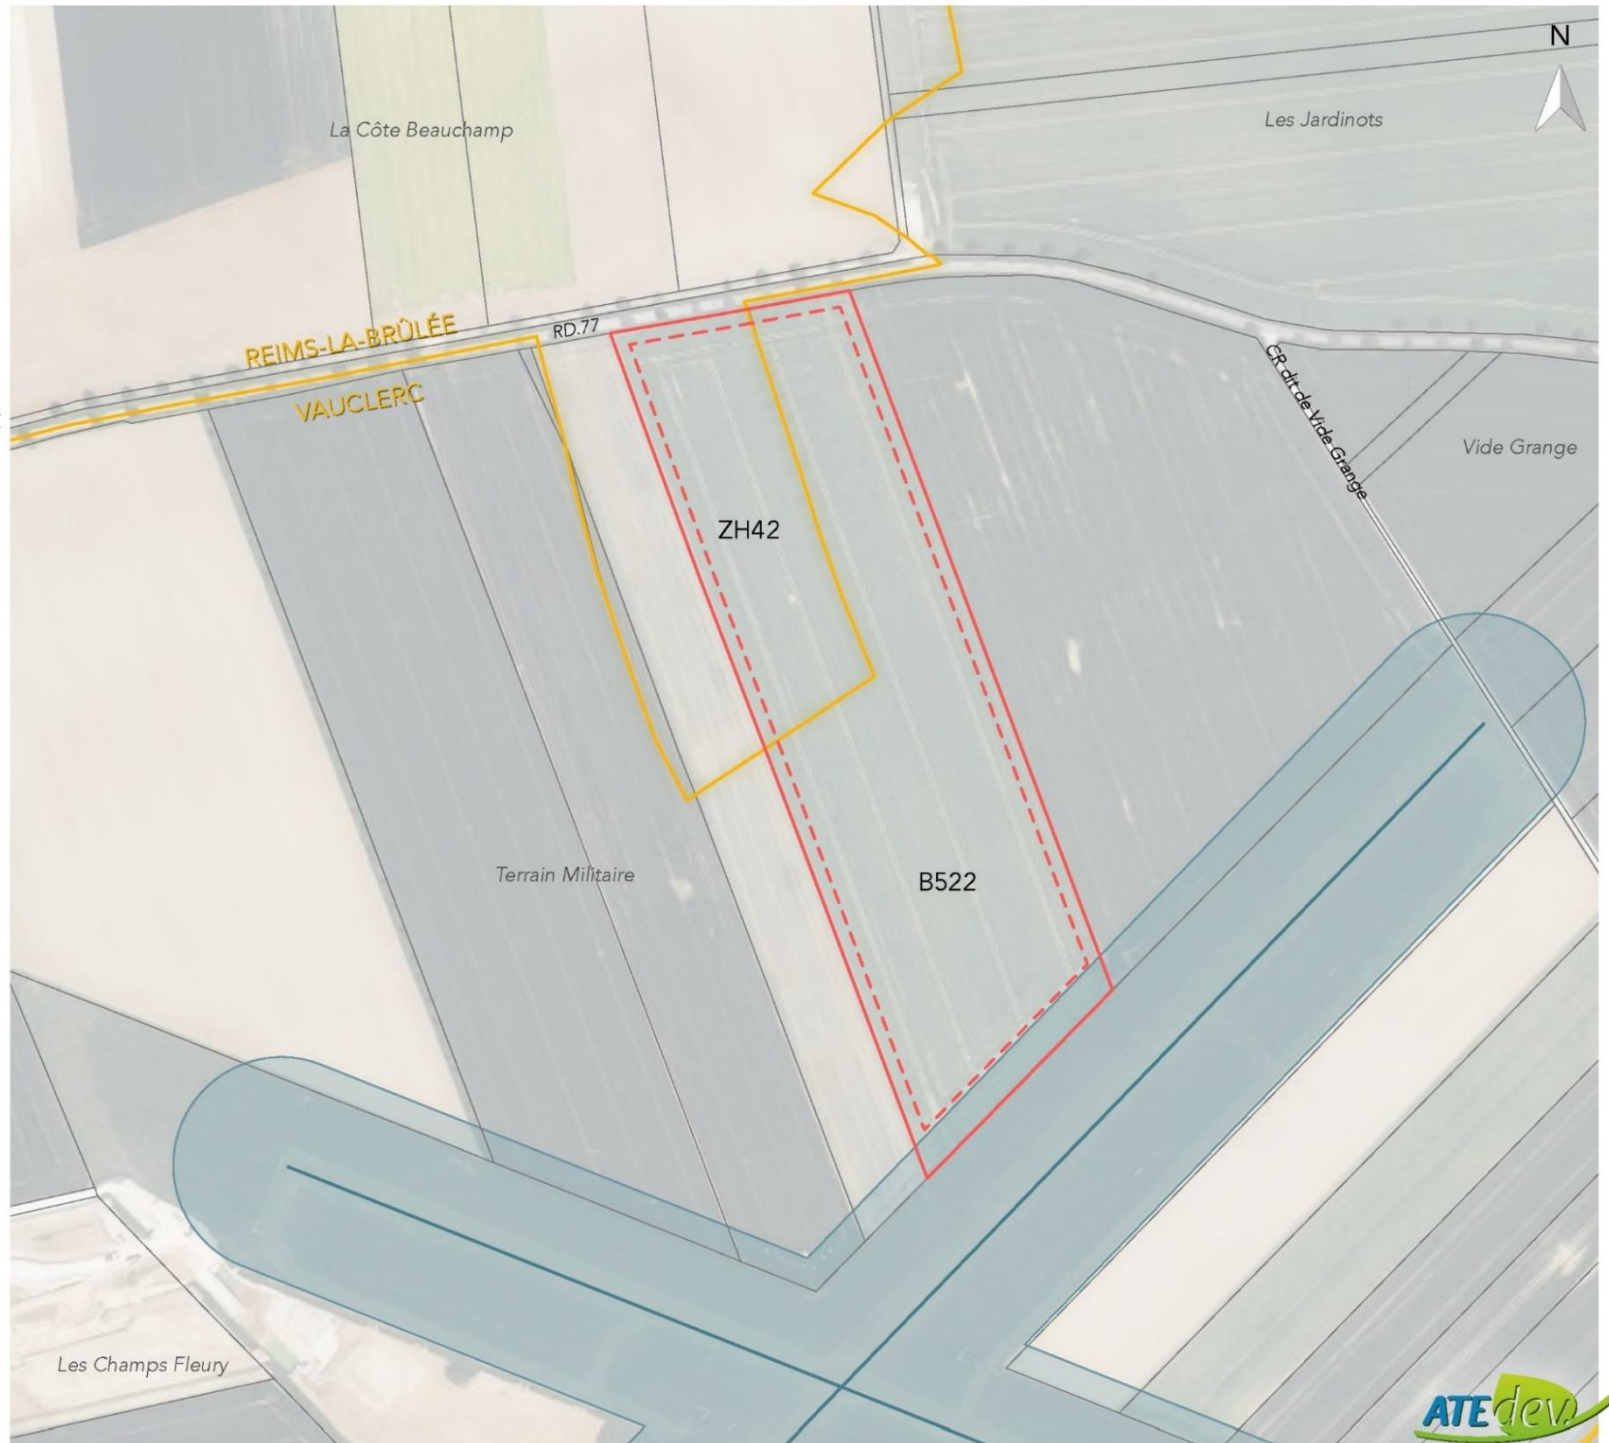 N
La Côte Beauchamp
Les Jardinots
REIMS-LA-BRÛLÉE
RD.77
VAUCLERC
CR dit de Vide Grange
Vide Grange
ZH42
Terrain Militaire
B522
Les Champs Fleury
ATEdev.